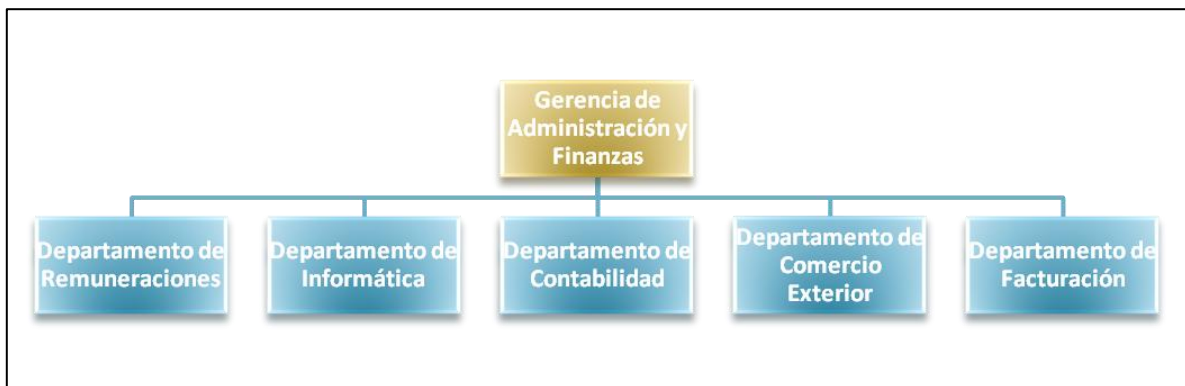 Gerencia de
Administración y
Finanzas
Departamento de
Remuneraciones
Departamento de
Informática
Departamento de
Contabilidad
Departamento de
Comercio
Exterior
Departamento de
Facturación